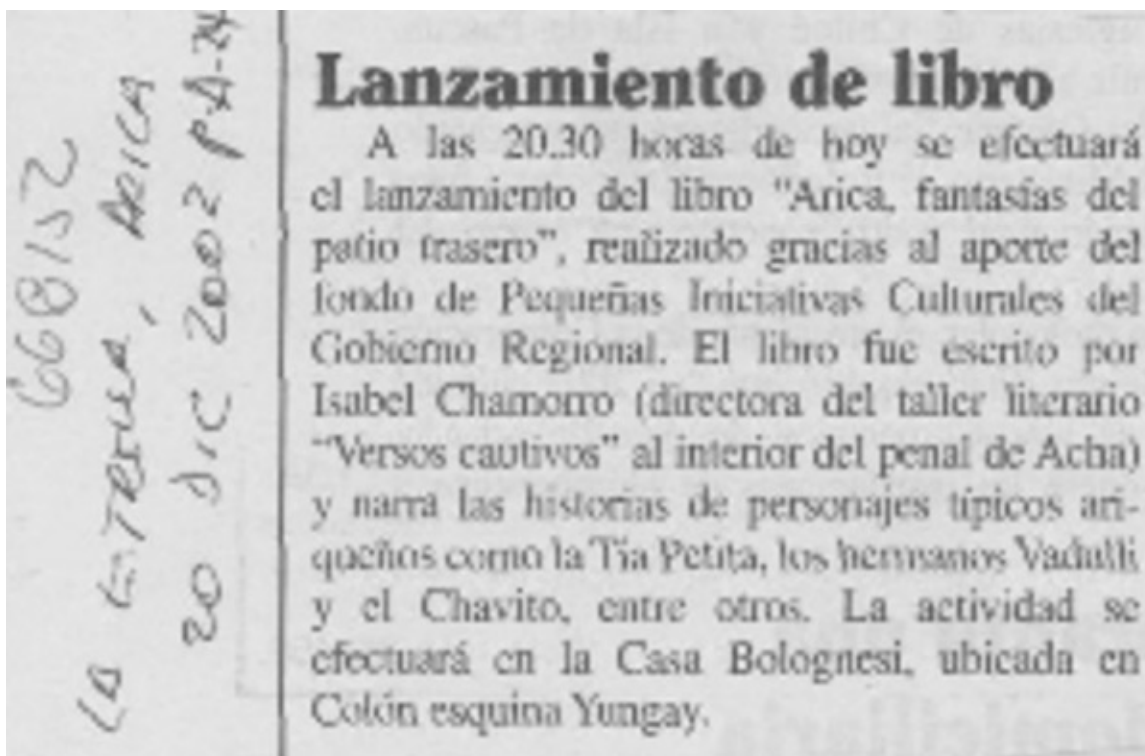 668152
LA ESTRELLA, ARICA
20 DIC 2002 PA-24
Lanzamiento de libro
A las 20.30 horas de hoy se efectuará
el lanzamiento del libro "Arica, fantasías del
patio trasero", realizado gracias al aporte del
fondo de Pequeñas Iniciativas Culturales del
Gobierno Regional. El libro fue escrito por
Isabel Chamorro (directora del taller literario
"Versos cautivos" al interior del penal de Acha)
y narra las historias de personajes típicos ari-
queños como la Tía Petita, los hermanos Vadulli
y el Chavito, entre otros. La actividad se
efectuará en la Casa Bolognesi, ubicada en
Colón esquina Yungay.